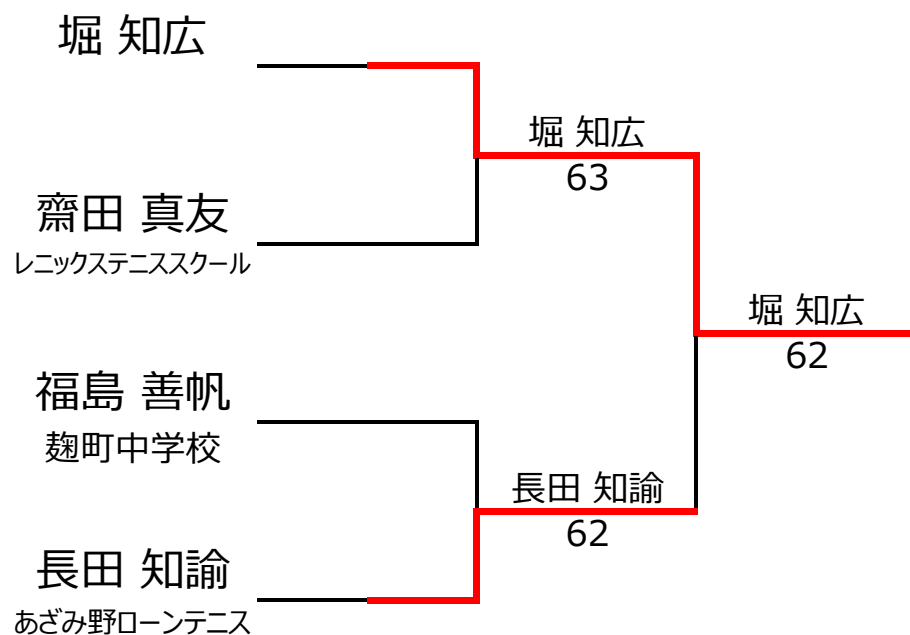 堀 知広
堀 知広
63
齋田 真友
レニックステニススクール
堀 知広
62
福島 善帆
麹町中学校
長田 知諭
62
長田 知諭
あざみ野ローンテニス